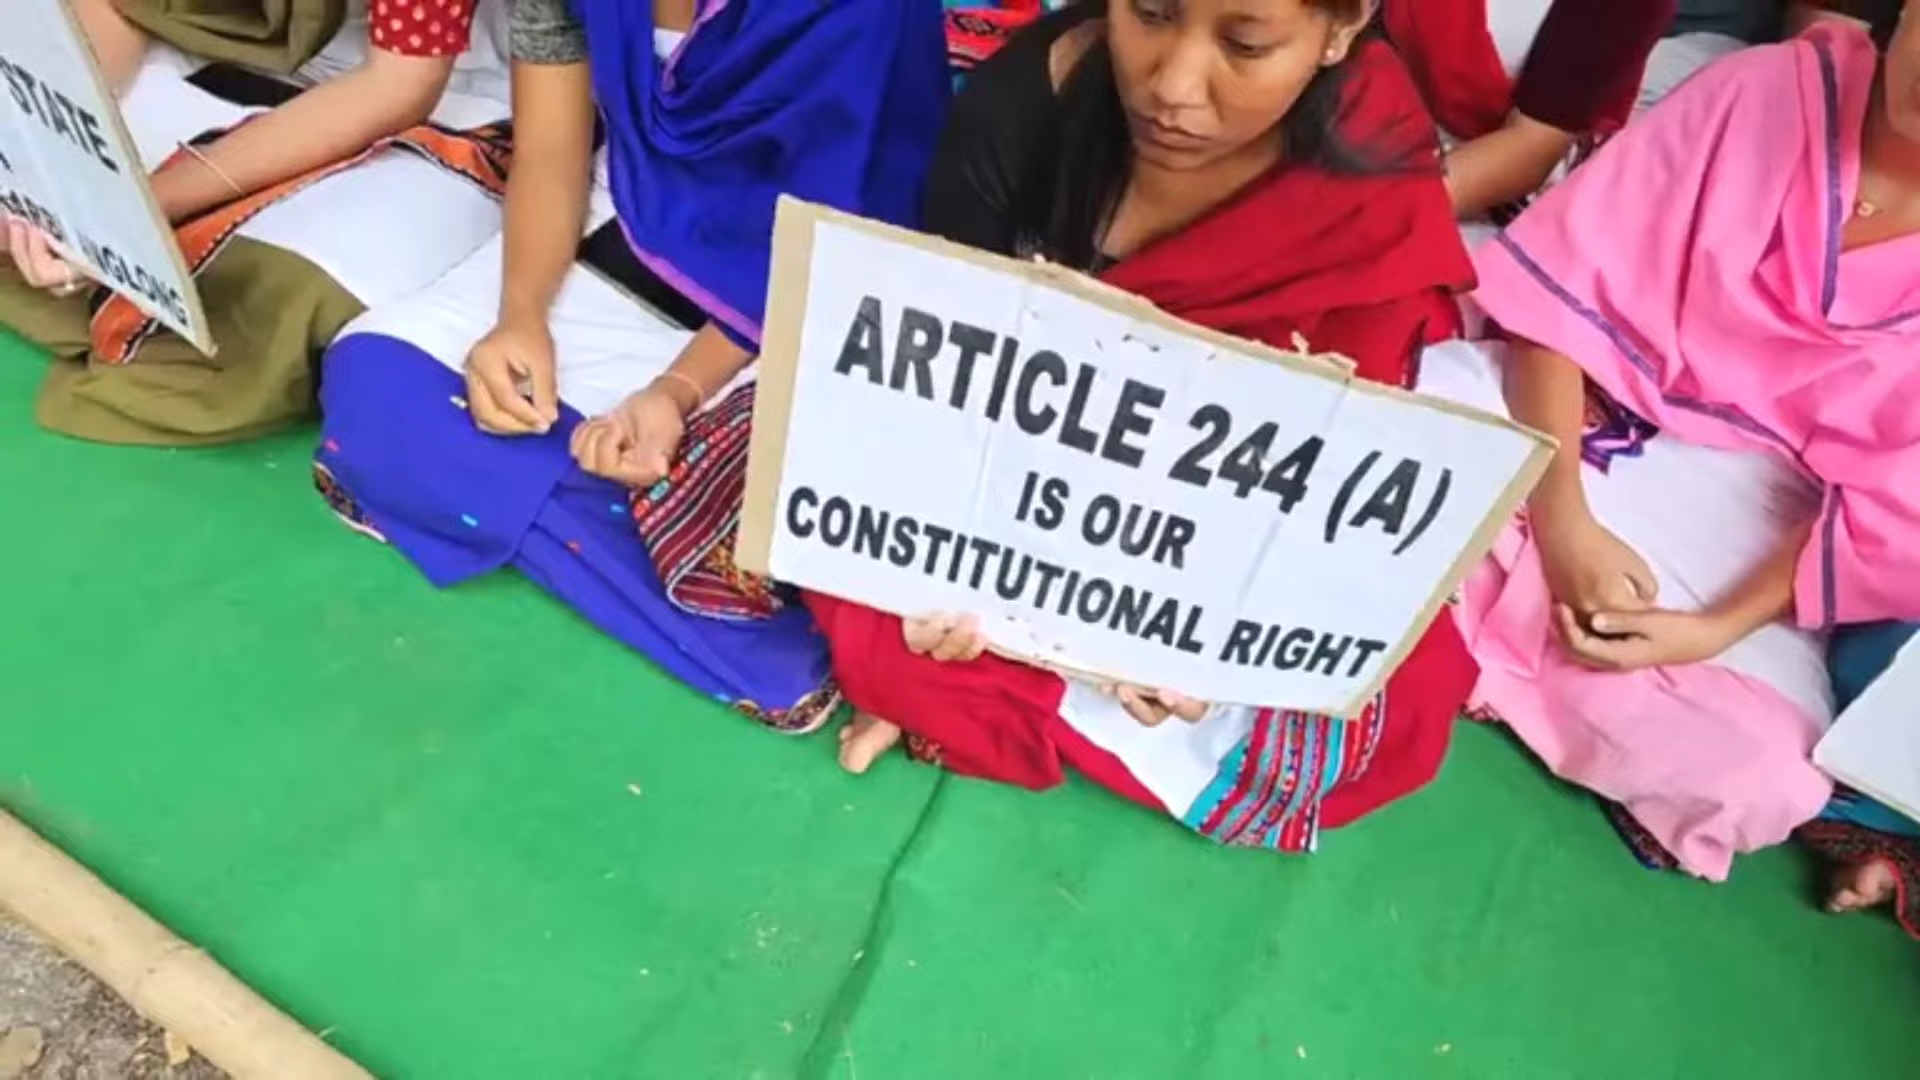 STATE
ARTICLE 244 (A)
IS OUR
CONSTITUTIONAL RIGHT